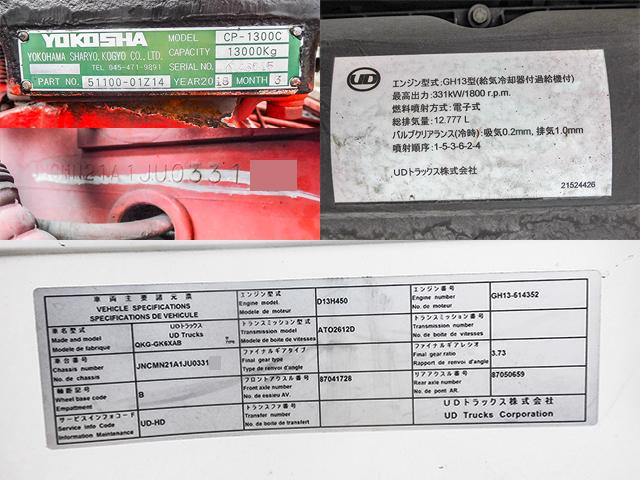 YOKOSHA
YOKOHAMA SHARYO KOGYO CO., LTD.
TEL 045-471-9891
MODEL CP-1300C
CAPACITY 13000Kg
SERIAL NO.
PART NO. 51100-01Z14 YEAR 2018 MONTH 3
MN21A1JU0331
UD
エンジン型式:GH13型(給気冷却器付過給機付)
最高出力:331kW/1800 r.p.m.
燃料噴射方式:電子式
総排気量:12.777 L
バルブクリアランス(冷時):吸気0.2mm, 排気1.0mm
噴射順序:1-5-3-6-2-4
UDトラックス株式会社
21524426
車両主要諸元票
VEHICLE SPECIFICATIONS
SPECIFICATIONS DE VEHICULE
車名型式
Made and model
Modele de fabrique
UDトラックス
UD Trucks
QKG-GK6XAB
車台番号
Chassis number
No. de chassis
JNCMN21A1JU0331
軸距記号
Wheel base code
Empattement
B
サービスインフォコード
Service info Code
Information Maintenance
UD-HD
エンジン型式
Engine model.
Modele de moteur
D13H450
トランスミッション型式
Transmission model
Modele de boite de vitesses
ATO2612D
ファイナルギアタイプ
Final gear type
Type de renvoi d'angle
フロントアクスル番号
Front axle number
No. de essieu AV.
87041728
トランスファ番号
Transfer number
No. de boite de transfert
エンジン番号
Engine number
No. de moteur
GH13-514352
トランスミッション番号
Transmission number
No. de boite de vitesses
ファイナルギアレシオ
Final gear ratio
Rapport de renvoi d'angle
3.73
リアアクスル番号
Rear axle number
No. de pont AR.
87050659
UDトラックス株式会社
UD Trucks Corporation